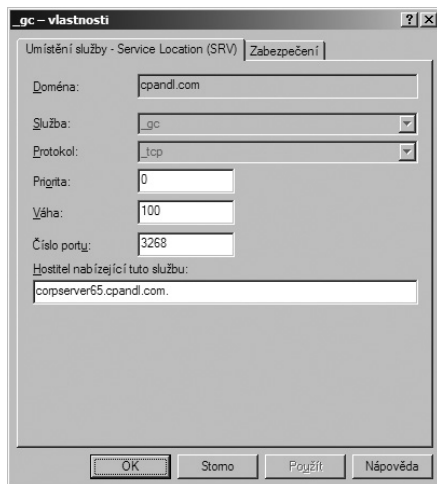 _gc – vlastnosti
Umístění služby - Service Location (SRV)
Zabezpečení
Doména:
cpandl.com
Služba:
_gc
Protokol:
_tcp
Priorita:
0
Váha:
100
Číslo portu:
3268
Hostitel nabízející tuto službu:
corpserver65.cpandl.com.
OK
Storno
Použít
Nápověda